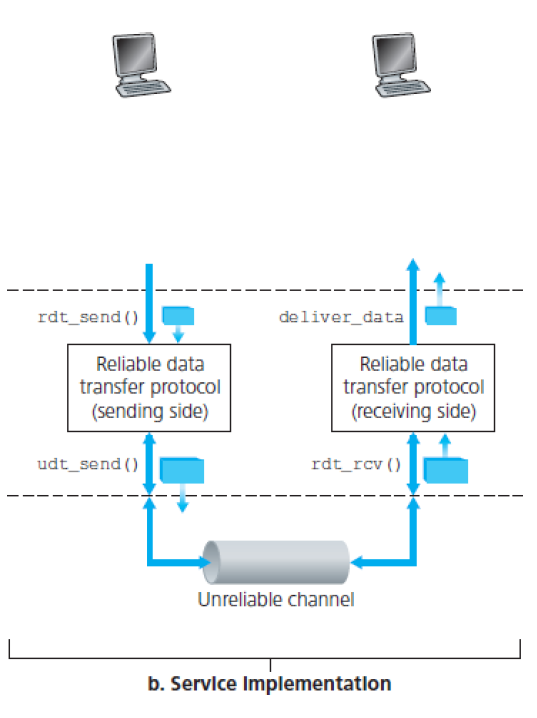 rdt_send()
deliver_data
Reliable data
transfer protocol
(sending side)
Reliable data
transfer protocol
(receiving side)
udt_send()
rdt_rcv()
Unreliable channel
b. Service Implementation